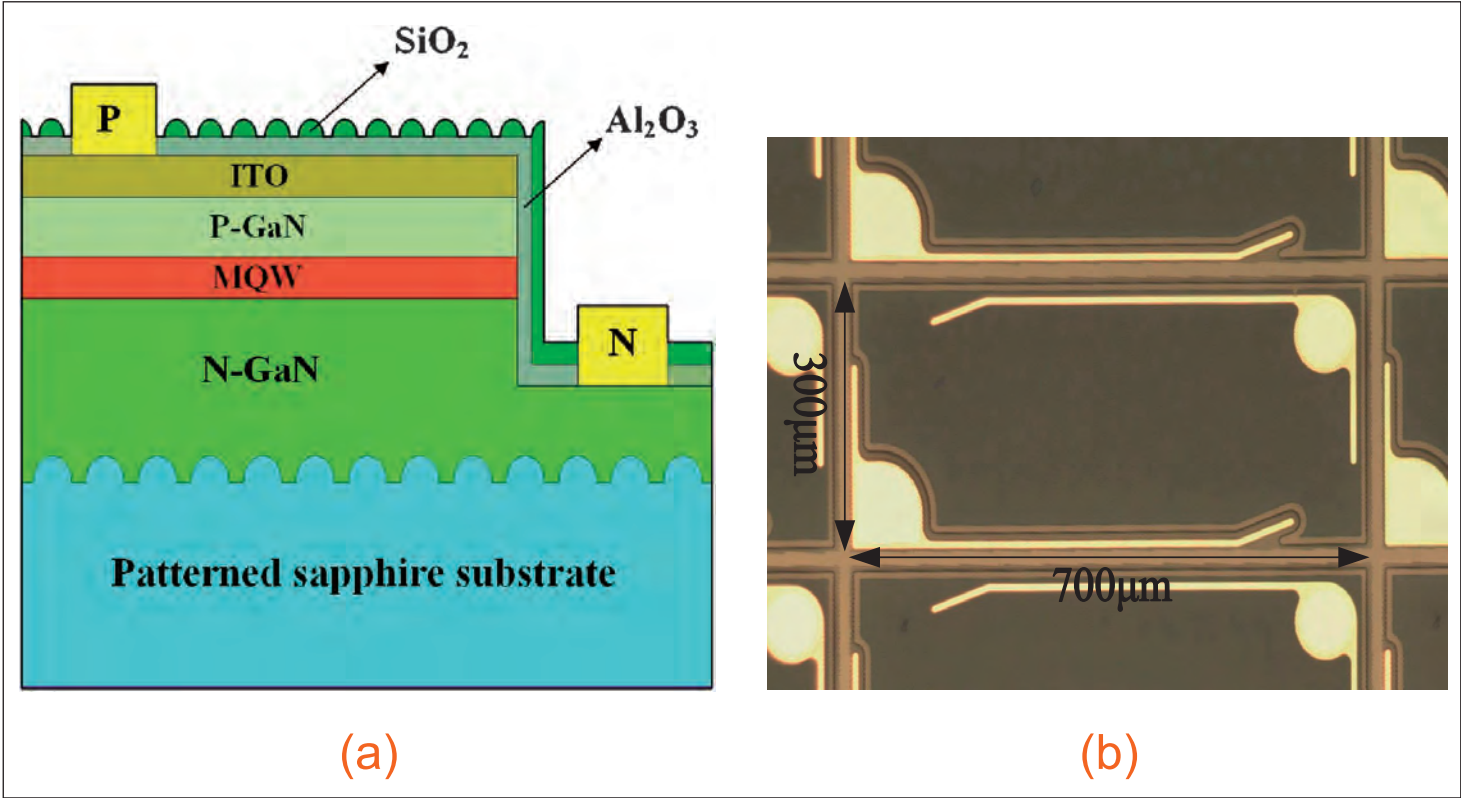 SiO₂
P
Al₂O₃
ITO
P-GaN
MQW
N
N-GaN
Patterned sapphire substrate
300μm
700μm
(a)
(b)